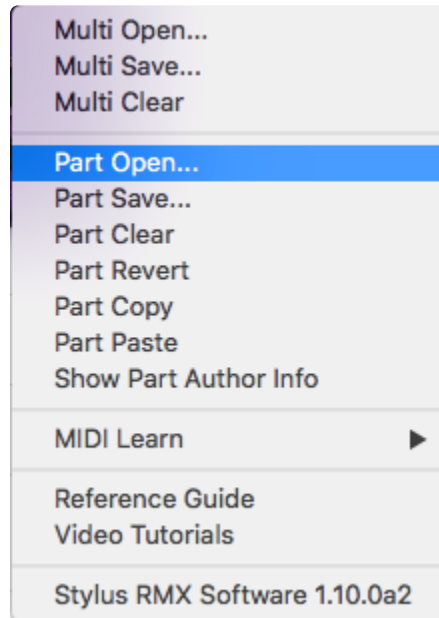 Multi Open...
Multi Save...
Multi Clear
Part Open...
Part Save...
Part Clear
Part Revert
Part Copy
Part Paste
Show Part Author Info
MIDI Learn
Reference Guide
Video Tutorials
Stylus RMX Software 1.10.0a2